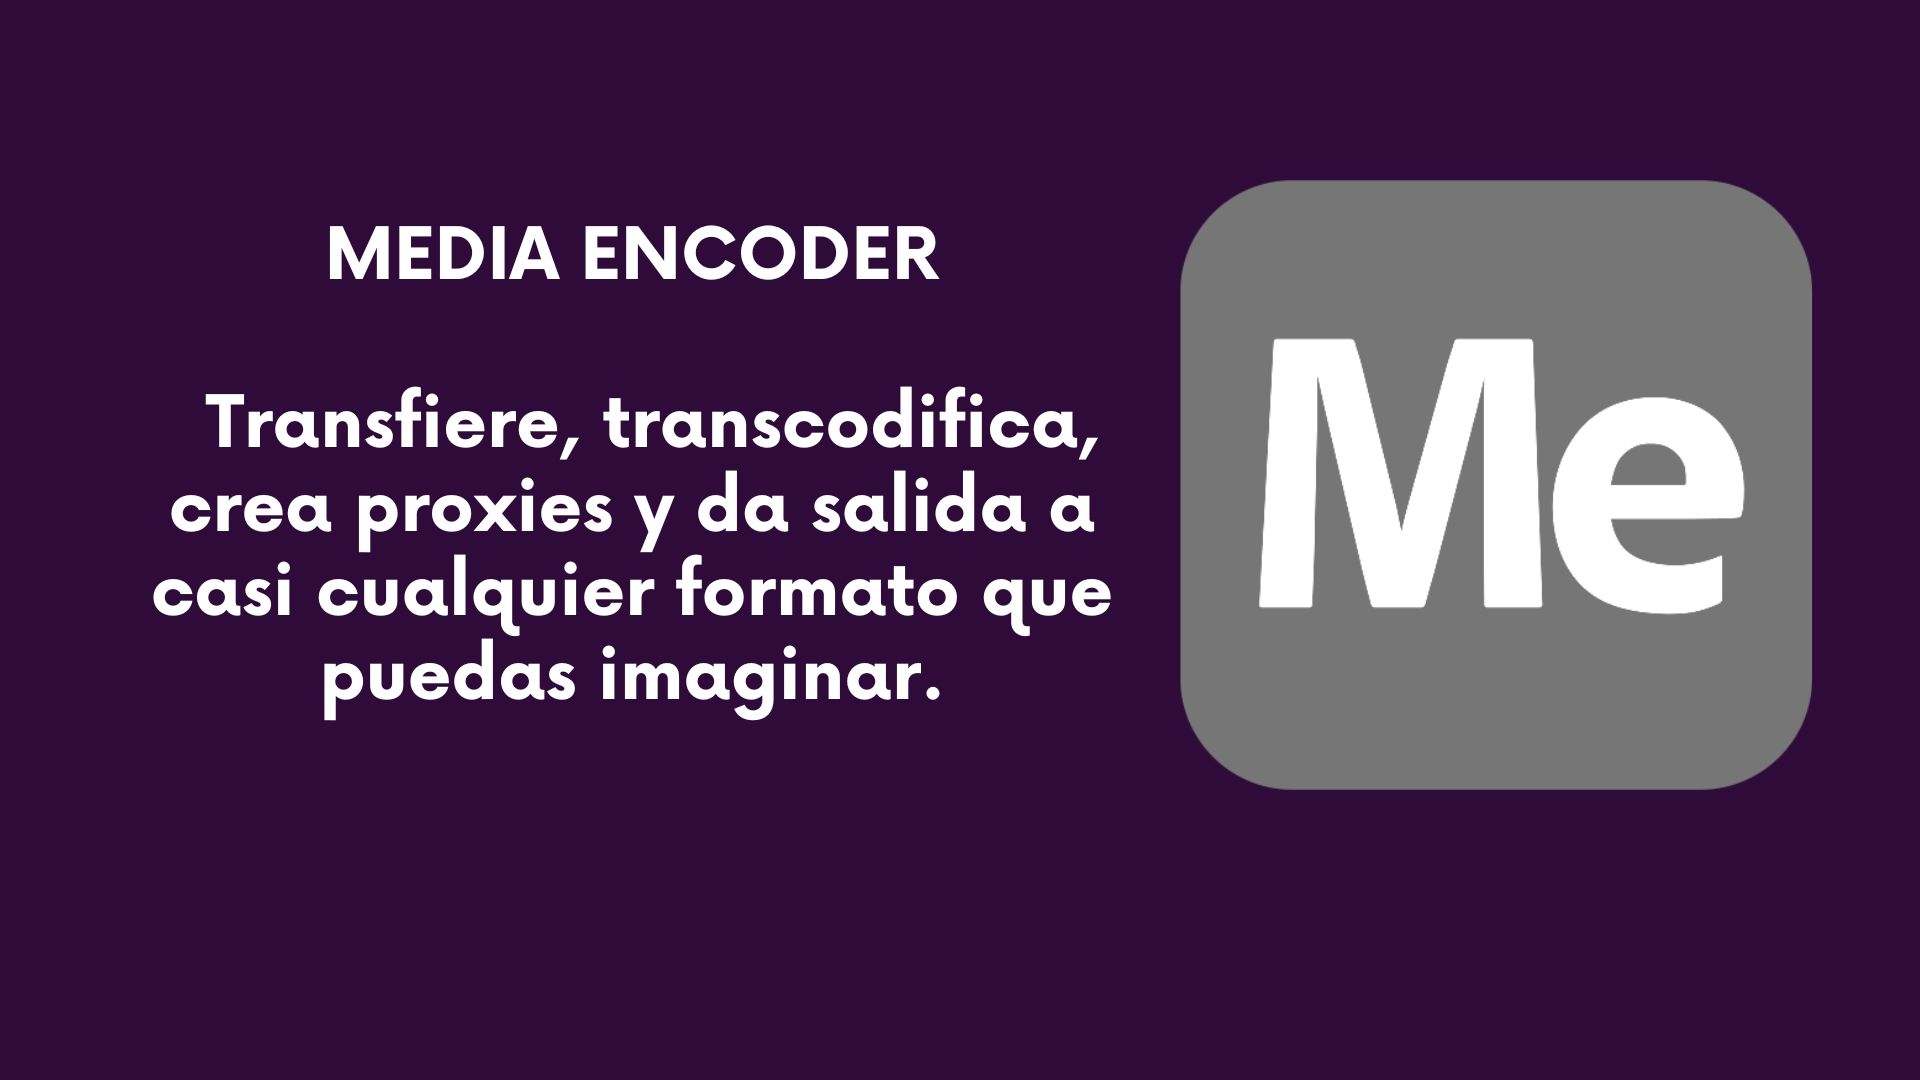 MEDIA ENCODER
Transfiere, transcodifica,
crea proxies y da salida a
casi cualquier formato que
puedas imaginar.
Me